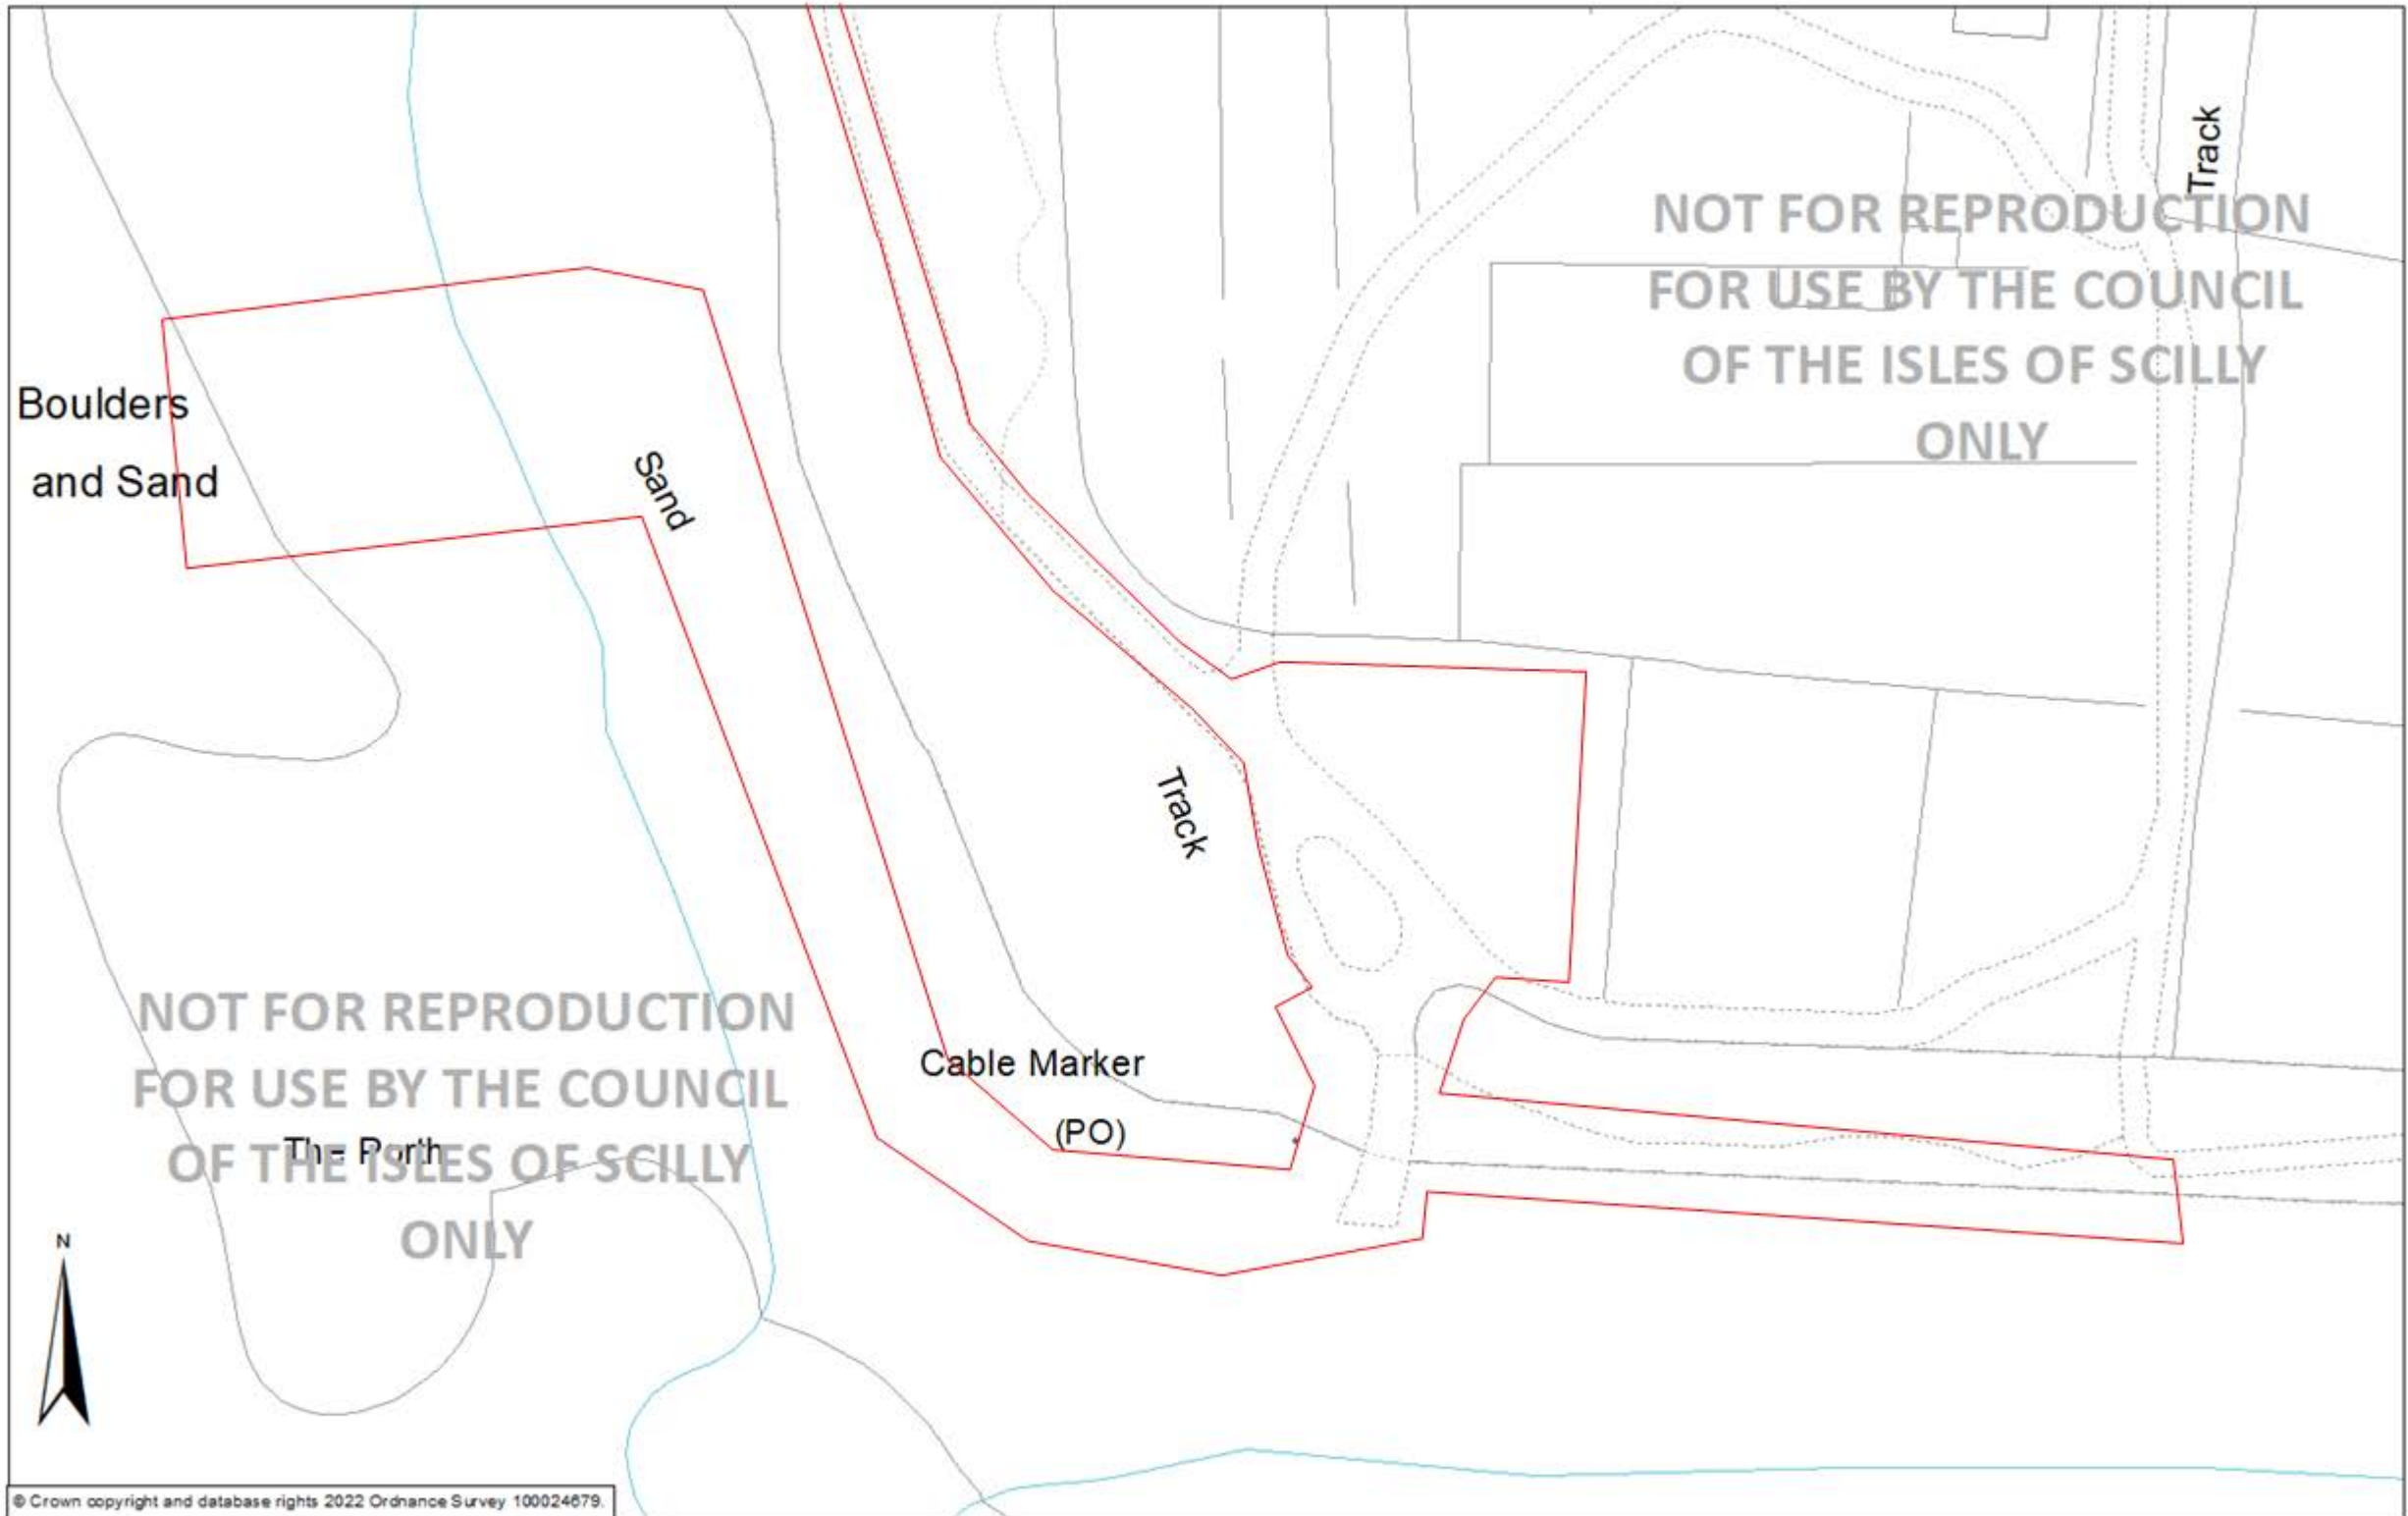 Track
NOT FOR REPRODUCTION
FOR USE BY THE COUNCIL
OF THE ISLES OF SCILLY
ONLY
Boulders
and Sand
Sand
Track
NOT FOR REPRODUCTION
FOR USE BY THE COUNCIL
OF THE ISLES OF SCILLY
ONLY
Cable Marker
(PO)
The Porth
N
© Crown copyright and database rights 2022 Ordnance Survey 100024679.